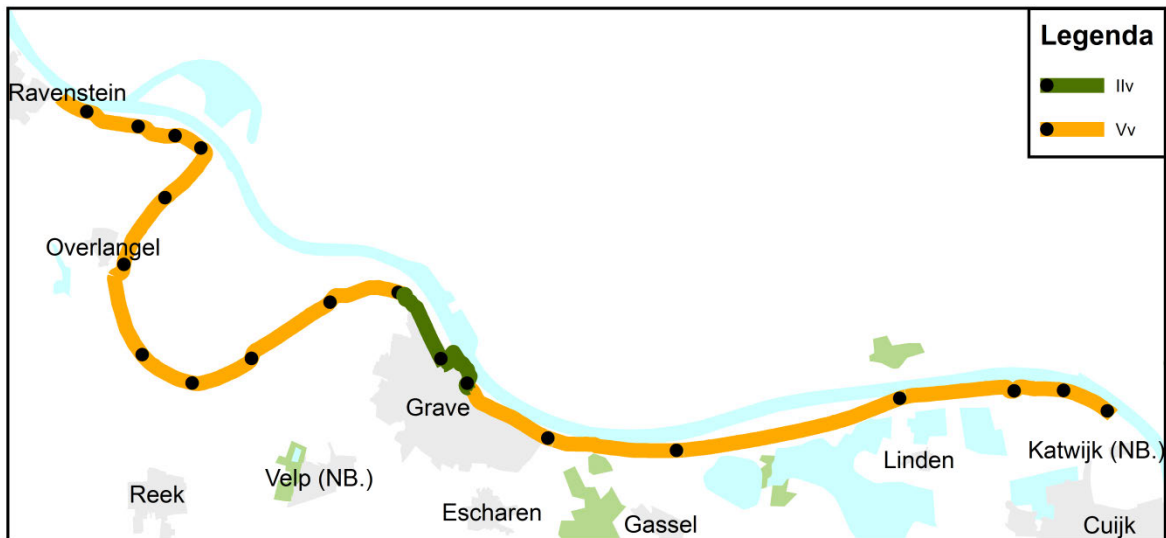 Legenda
IIv
Vv
Ravenstein
Overlangel
Grave
Velp (NB.)
Reek
Escharen
Gassel
Linden
Katwijk (NB.)
Cuijk